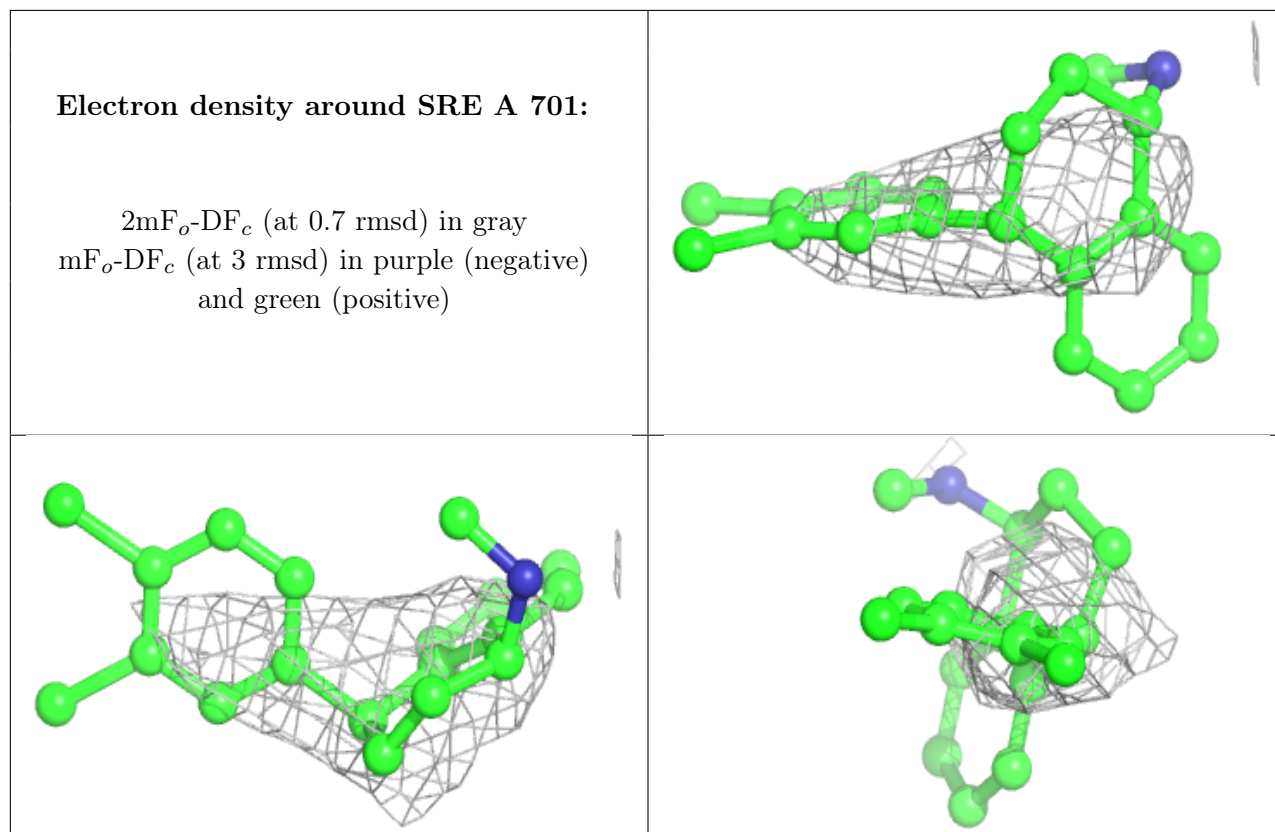 Electron density around SRE A 701:
2mFₒ-DF𝒸 (at 0.7 rmsd) in gray
mFₒ-DF𝒸 (at 3 rmsd) in purple (negative)
and green (positive)